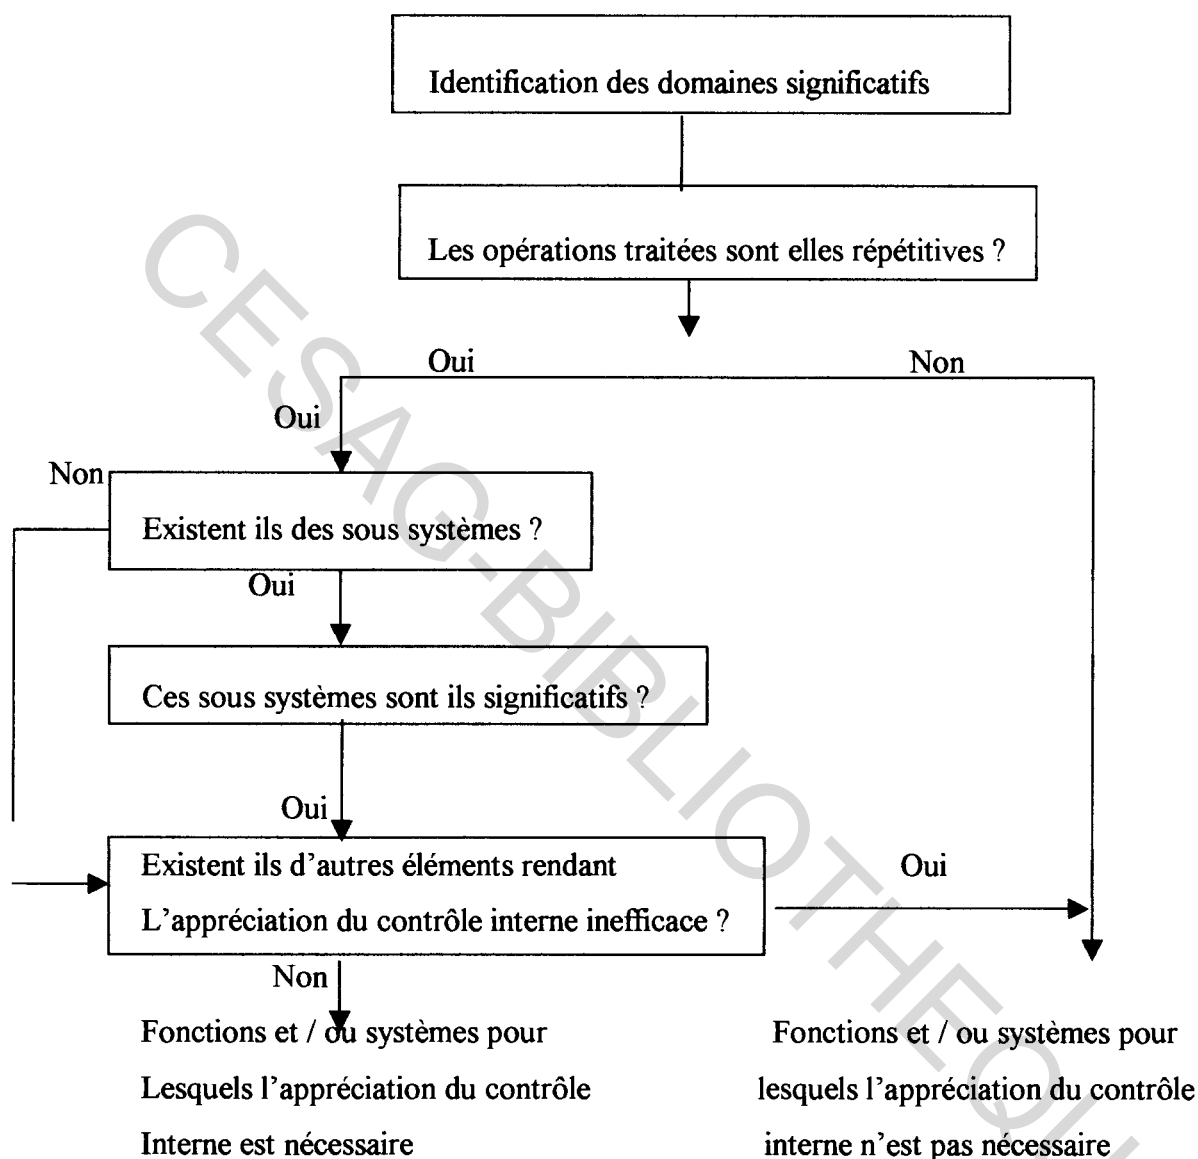 Identification des domaines significatifs
Les opérations traitées sont elles répétitives ?
Oui
Non
Oui
Non
Existent ils des sous systèmes ?
Oui
Ces sous systèmes sont ils significatifs ?
Oui
Existent ils d'autres éléments rendant
L'appréciation du contrôle interne inefficace ?
Oui
Non
Fonctions et / ou systèmes pour
Lesquels l'appréciation du contrôle
Interne est nécessaire
Fonctions et / ou systèmes pour
lesquels l'appréciation du contrôle
interne n'est pas nécessaire
CESAG-BIBLIOTHEQU